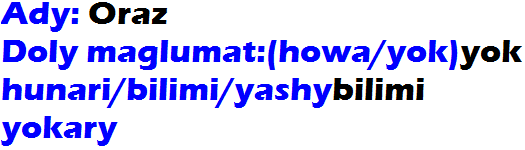 Ady: Oraz
Doly maglumat:(howa/yok)yok
hunari/bilimi/yashybilimi
yokary